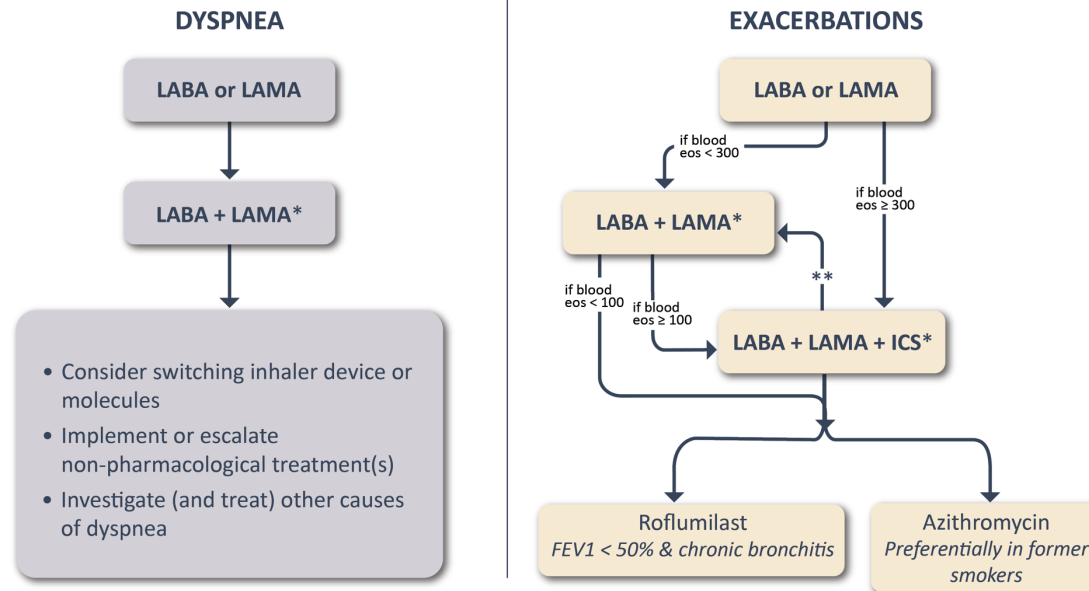 DYSPNEA
LABA or LAMA
LABA + LAMA*
• Consider switching inhaler device or
molecules
• Implement or escalate
non-pharmacological treatment(s)
• Investigate (and treat) other causes
of dyspnea
EXACERBATIONS
LABA or LAMA
if blood
eos < 300
if blood
eos ≥ 300
LABA + LAMA*
**
if blood
eos < 100
if blood
eos ≥ 100
LABA + LAMA + ICS*
Roflumilast
FEV1 < 50% & chronic bronchitis
Azithromycin
Preferentially in former
smokers